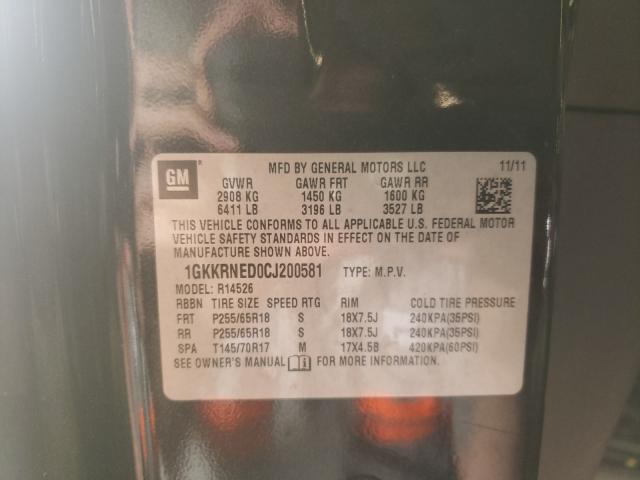 GM MFD BY GENERAL MOTORS LLC 11/11
GVWR GAWR FRT GAWR RR
2908 KG 1450 KG 1600 KG
6411 LB 3196 LB 3527 LB
THIS VEHICLE CONFORMS TO ALL APPLICABLE U.S. FEDERAL MOTOR
VEHICLE SAFETY STANDARDS IN EFFECT ON THE DATE OF
MANUFACTURE SHOWN ABOVE.
1GKKRNED0CJ200581 TYPE: M.P.V.
MODEL: R14526
RBBN TIRE SIZE SPEED RTG RIM COLD TIRE PRESSURE
FRT P255/65R18 S 18X7.5J 240KPA(35PSI)
RR P255/65R18 S 18X7.5J 240KPA(35PSI)
SPA T145/70R17 M 17X4.5B 420KPA(60PSI)
SEE OWNER'S MANUAL FOR MORE INFORMATION.